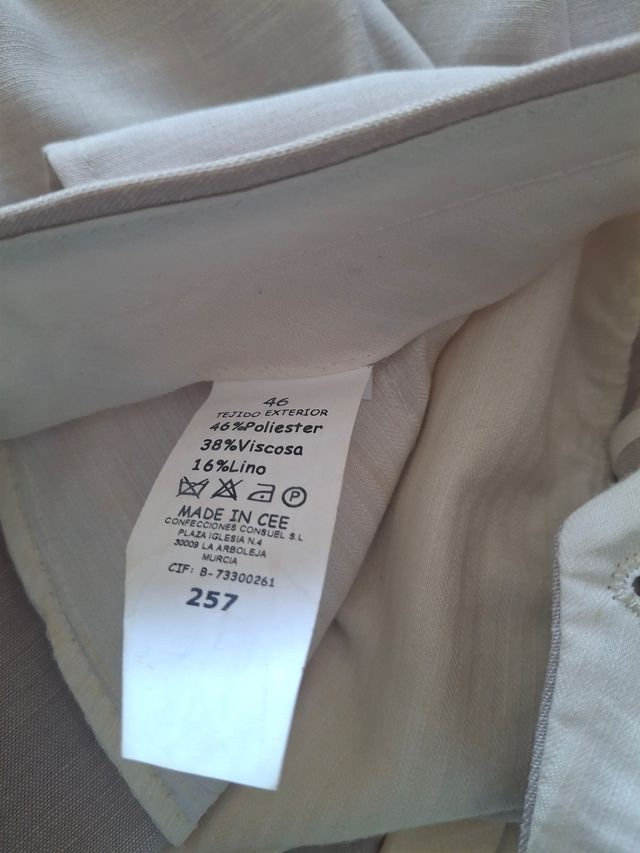 46
TEJIDO EXTERIOR
46%Poliester
38%Viscosa
16%Lino
P
MADE IN CEE
CONFECCIONES CONSUEL S.L
PLAZA IGLESIA N.4
30009 LA ARBOLEJA
MURCIA
CIF: B-73300261
257